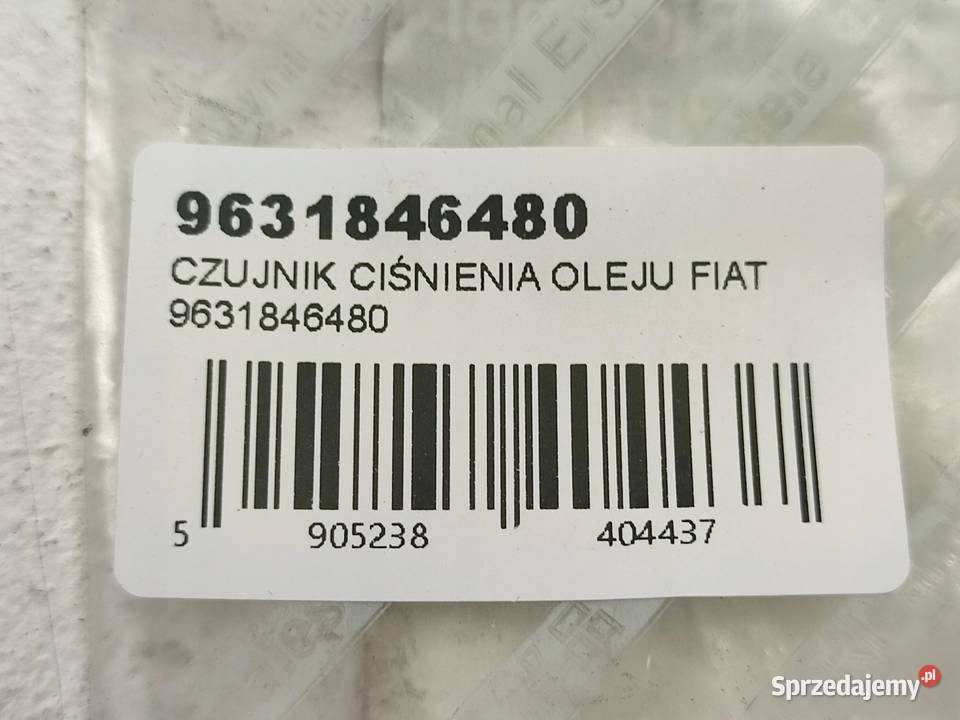 9631846480
CZUJNIK CIŚNIENIA OLEJU FIAT
9631846480
5 905238 404437
Sprzedajemy.pl